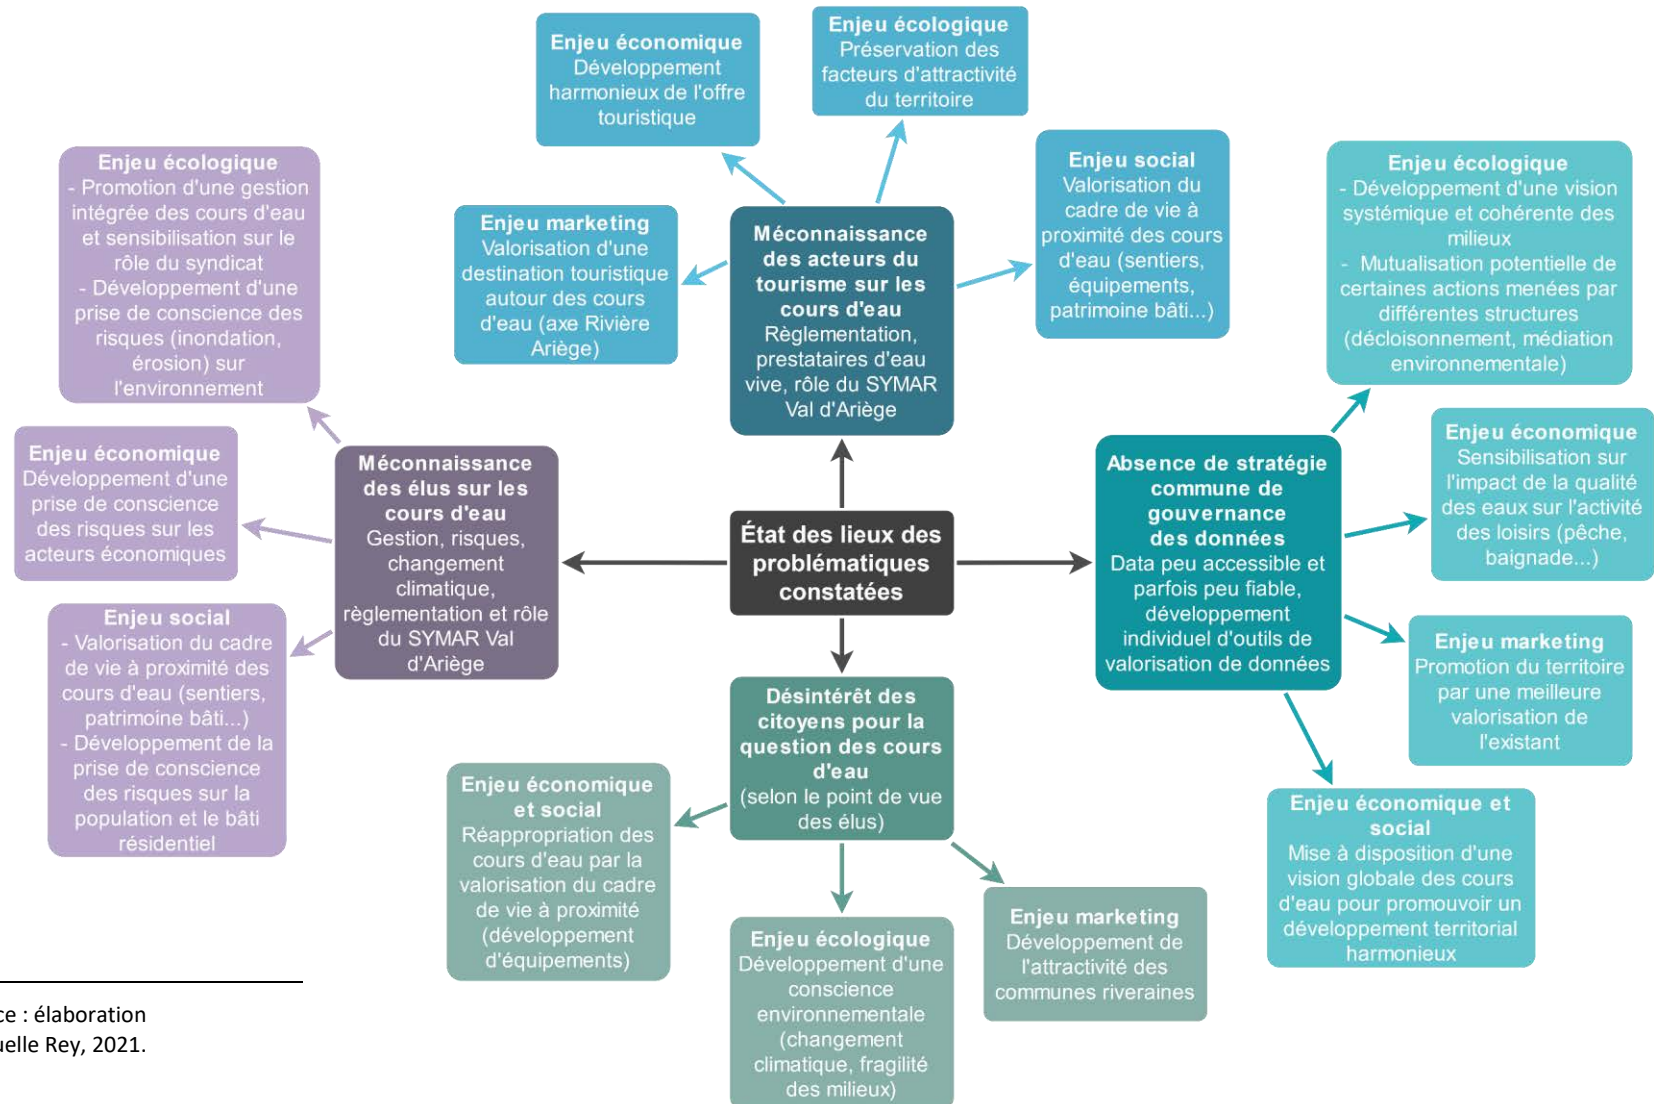 Enjeu économique
Développement
harmonieux de l'offre
touristique
Enjeu écologique
Préservation des
facteurs d'attractivité
du territoire
Enjeu social
Valorisation du
cadre de vie à
proximité des cours
d'eau (sentiers,
équipements,
patrimoine bâti...)
Enjeu marketing
Valorisation d'une
destination touristique
autour des cours
d'eau (axe Rivière
Ariège)
Méconnaissance
des acteurs du
tourisme sur les
cours d'eau
Règlementation,
prestataires d'eau
vive, rôle du SYMAR
Val d'Ariège
Enjeu écologique
- Promotion d'une gestion
intégrée des cours d'eau
et sensibilisation sur le
rôle du syndicat
- Développement d'une
prise de conscience des
risques (inondation,
érosion) sur
l'environnement
Enjeu économique
Développement d'une
prise de conscience
des risques sur les
acteurs économiques
Enjeu social
- Valorisation du cadre
de vie à proximité des
cours d'eau (sentiers,
patrimoine bâti...)
- Développement de la
prise de conscience
des risques sur la
population et le bâti
résidentiel
Méconnaissance
des élus sur les
cours d'eau
Gestion, risques,
changement
climatique,
règlementation et rôle
du SYMAR Val
d'Ariège
État des lieux des
problématiques
constatées
Absence de stratégie
commune de
gouvernance
des données
Data peu accessible et
parfois peu fiable,
développement
individuel d'outils de
valorisation de données
Enjeu écologique
- Développement d'une vision
systémique et cohérente des
milieux
- Mutualisation potentielle de
certaines actions menées par
différentes structures
(décloisonnement, médiation
environnementale)
Enjeu économique
Sensibilisation sur
l'impact de la qualité
des eaux sur l'activité
des loisirs (pêche,
baignade...)
Enjeu marketing
Promotion du territoire
par une meilleure
valorisation de
l'existant
Enjeu économique et
social
Mise à disposition d'une
vision globale des cours
d'eau pour promouvoir un
développement territorial
harmonieux
Désintérêt des
citoyens pour la
question des cours
d'eau
(selon le point de vue
des élus)
Enjeu économique
et social
Réappropriation des
cours d'eau par la
valorisation du cadre
de vie à proximité
(développement
d'équipements)
Enjeu écologique
Développement d'une
conscience
environnementale
(changement
climatique, fragilité
des milieux)
Enjeu marketing
Développement de
l'attractivité des
communes riveraines
ce : élaboration
uelle Rey, 2021.